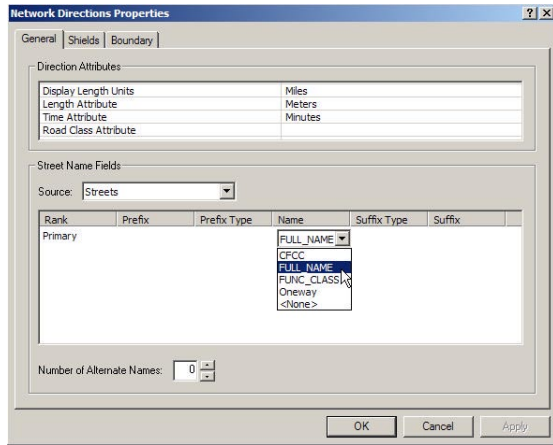 Network Directions Properties
General Shields Boundary
Direction Attributes
Display Length Units Miles
Length Attribute Meters
Time Attribute Minutes
Road Class Attribute
Street Name Fields
Source: Streets
Rank Prefix Prefix Type Name Suffix Type Suffix
Primary FULL_NAME
CFCC
FULL_NAME
FUNC_CLASS
Oneway
<None>
Number of Alternate Names: 0
OK Cancel Apply